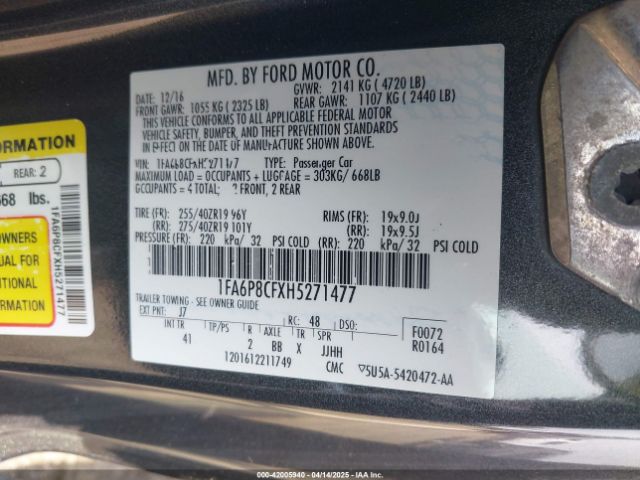 MFD. BY FORD MOTOR CO.
DATE: 12/16 GVWR: 2141 KG ( 4720 LB)
FRONT GAWR: 1055 KG ( 2325 LB) REAR GAWR: 1107 KG ( 2440 LB)
THIS VEHICLE CONFORMS TO ALL APPLICABLE FEDERAL MOTOR
VEHICLE SAFETY, BUMPER, AND THEFT PREVENTION STANDARDS
IN EFFECT ON THE DATE OF MANUFACTURE SHOWN ABOVE.
VIN: TYPE: Passenger Car
MAXIMUM LOAD = OCCUPANTS + LUGGAGE = 303KG/ 668LB
OCCUPANTS = 4 TOTAL, 2 FRONT, 2 REAR
TIRE (FR): 255/40ZR19 96Y RIMS (FR): 19x9.0J
(RR): 275/40ZR19 101Y (RR): 19x9.5J
PRESSURE (FR): 220 kPa/ 32 PSI COLD (RR): 220 kPa/ 32 PSI COLD
1FA6P8CFXH5271477
TRAILER TOWING - SEE OWNER GUIDE
EXT PNT: J7 RC: 48 DSO: F0072
INT TR TP/PS R AXLE TR SPR R0164
41 2 BB X JJHH
1201612211749 CMC ▽5U5A-5420472-AA
FORMATION
REAR: 2
668 lbs.
OWNERS
UAL FOR
ITIONAL
RMATION
1FA6P8CFXH5271477
000 - 42005940 - 04/14/2025 - IAAI, Inc.